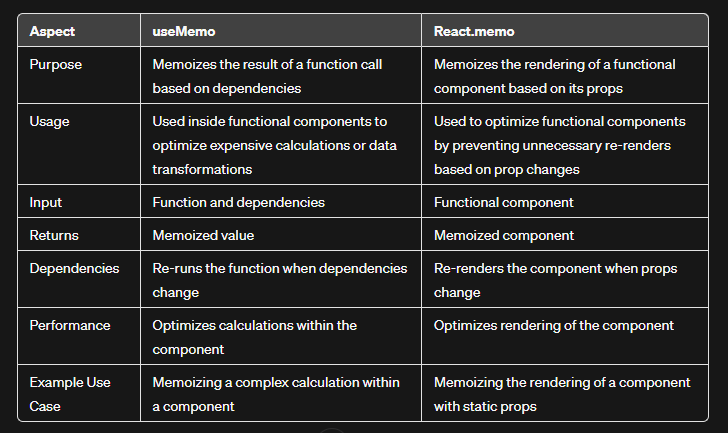 Aspect useMemo React.memo
Purpose Memoizes the result of a function call Memoizes the rendering of a functional
based on dependencies component based on its props
Usage Used inside functional components to Used to optimize functional components
optimize expensive calculations or data by preventing unnecessary re-renders
transformations based on prop changes
Input Function and dependencies Functional component
Returns Memoized value Memoized component
Dependencies Re-runs the function when dependencies Re-renders the component when props
change change
Performance Optimizes calculations within the Optimizes rendering of the component
component
Example Use Memoizing a complex calculation within Memoizing the rendering of a component
Case a component with static props